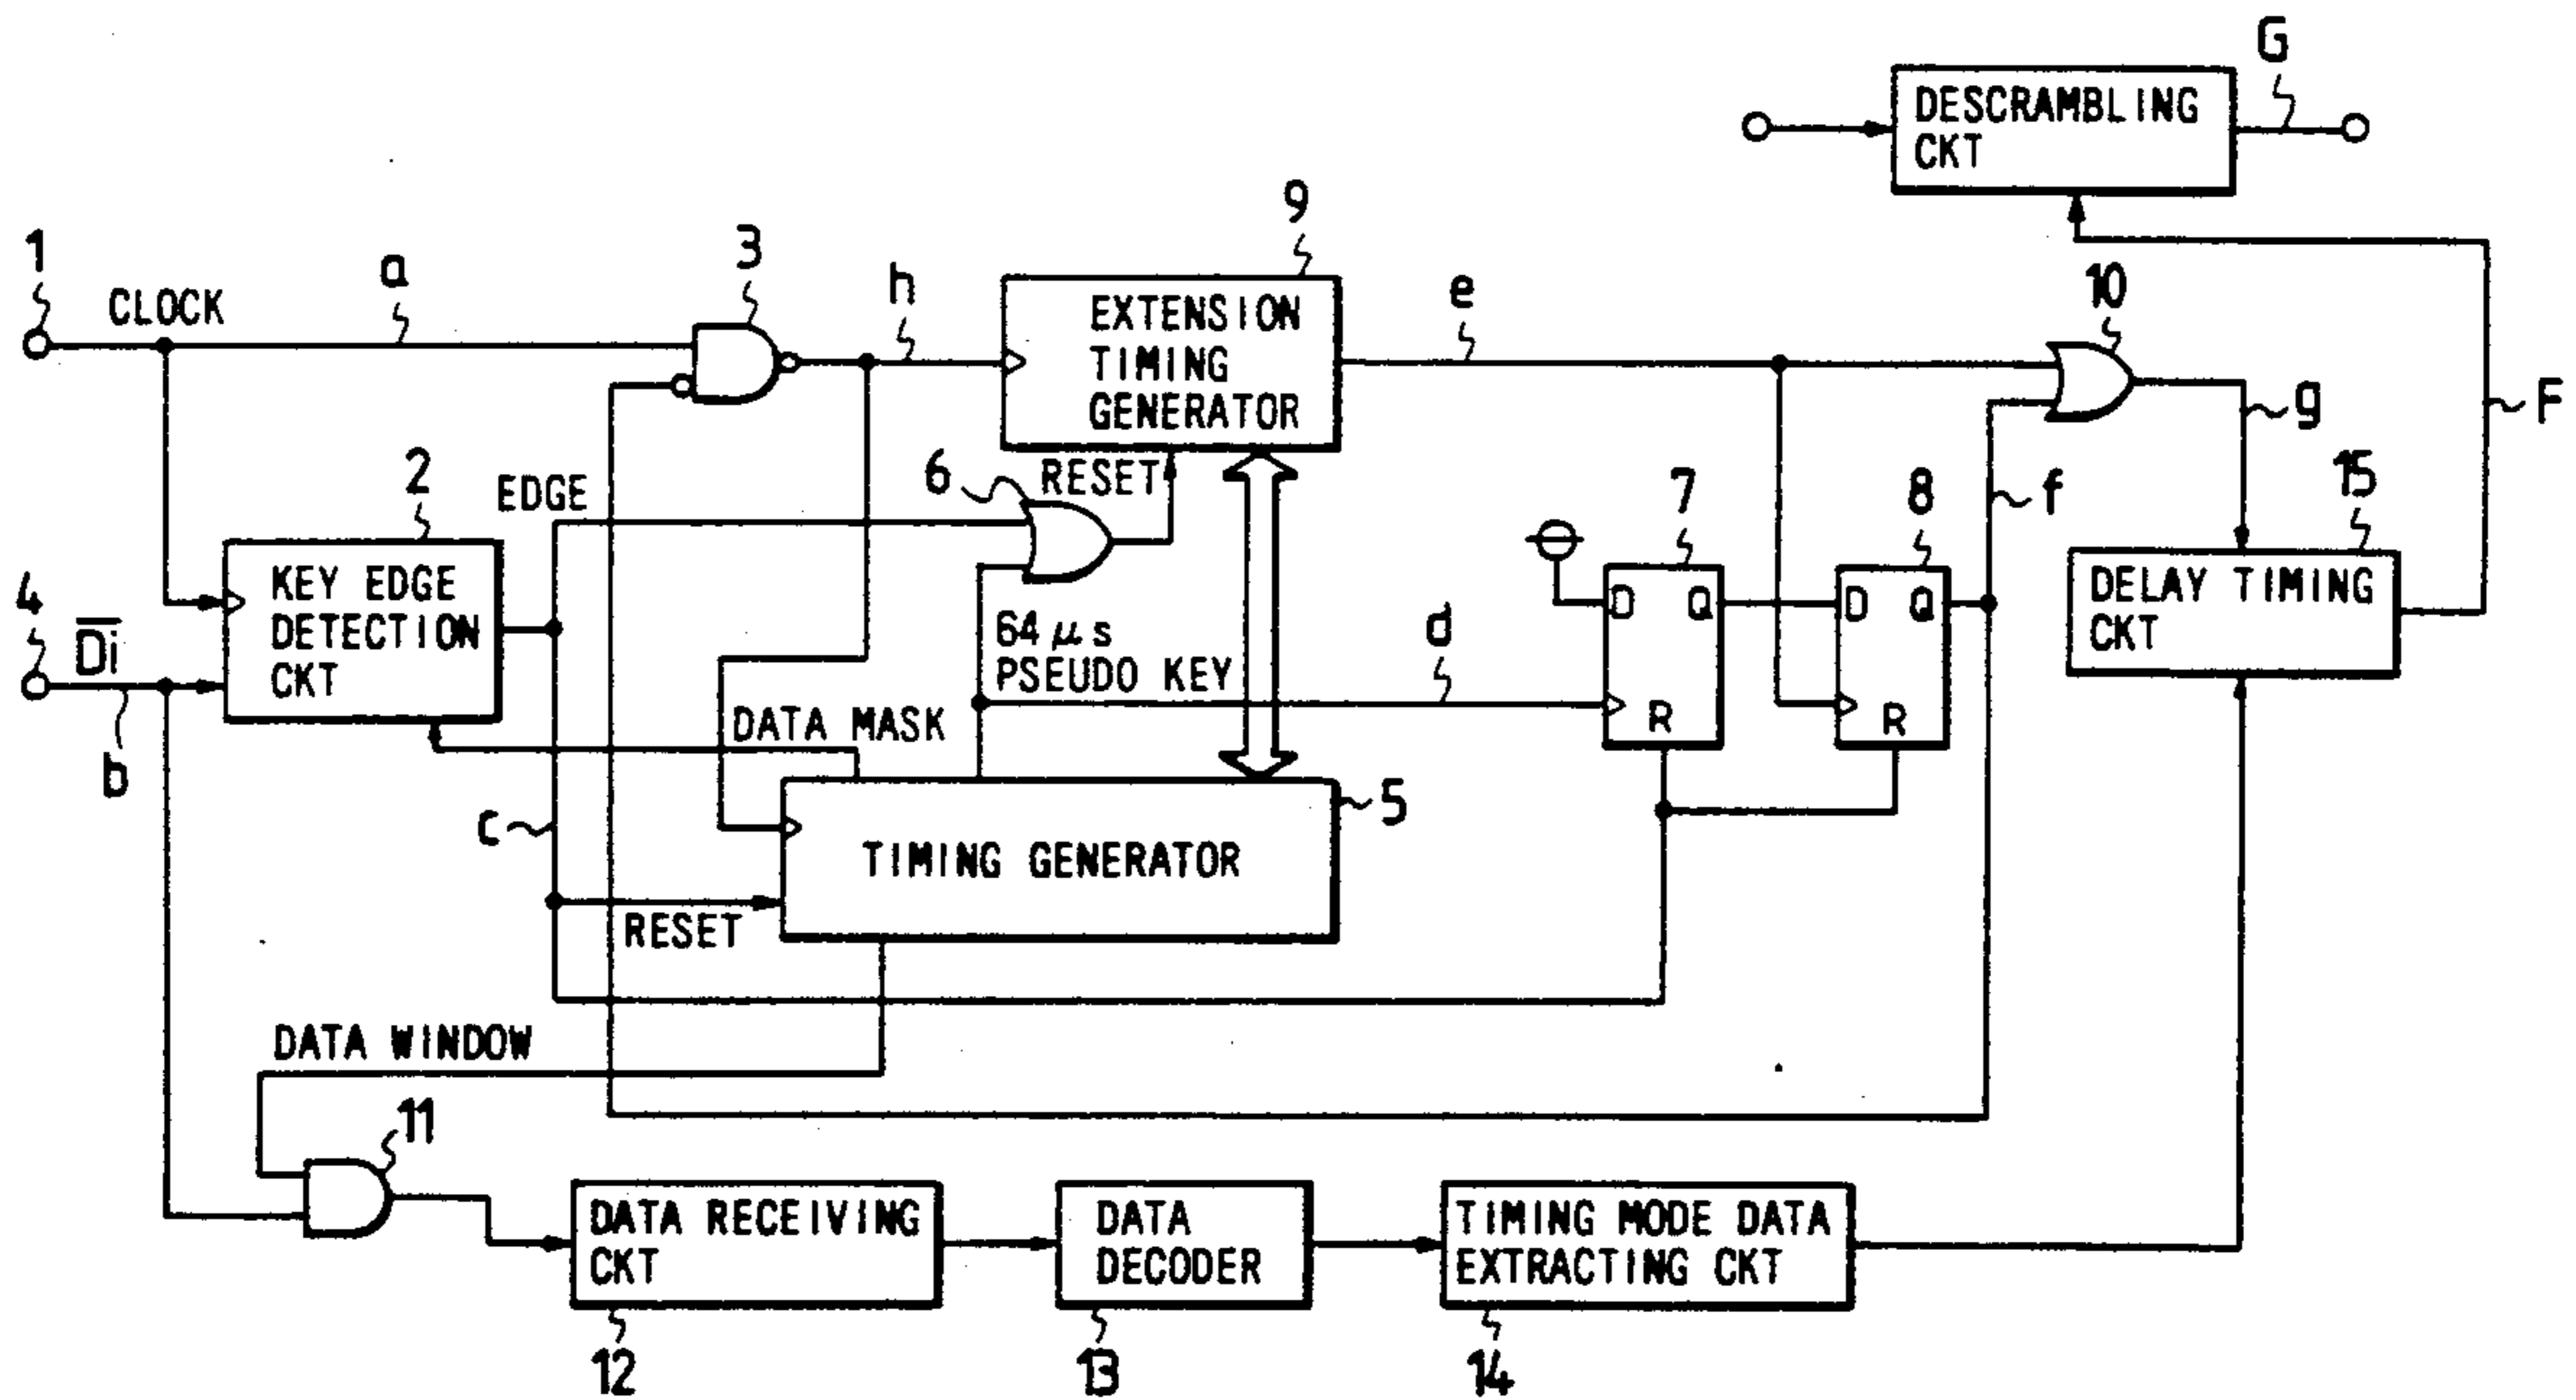 G
DESCRAMBLING
CKT
1
CLOCK
a
3
h
9
EXTENSION
TIMING
GENERATOR
e
10
g
F
4
D̅i̅
b
2
KEY EDGE
DETECTION
CKT
EDGE
6
RESET
7
D
Q
R
8
D
Q
R
f
15
DELAY TIMING
CKT
64 μs
PSEUDO KEY
d
DATA MASK
c
RESET
TIMING GENERATOR
5
DATA WINDOW
11
DATA RECEIVING
CKT
12
DATA
DECODER
13
TIMING MODE DATA
EXTRACTING CKT
14